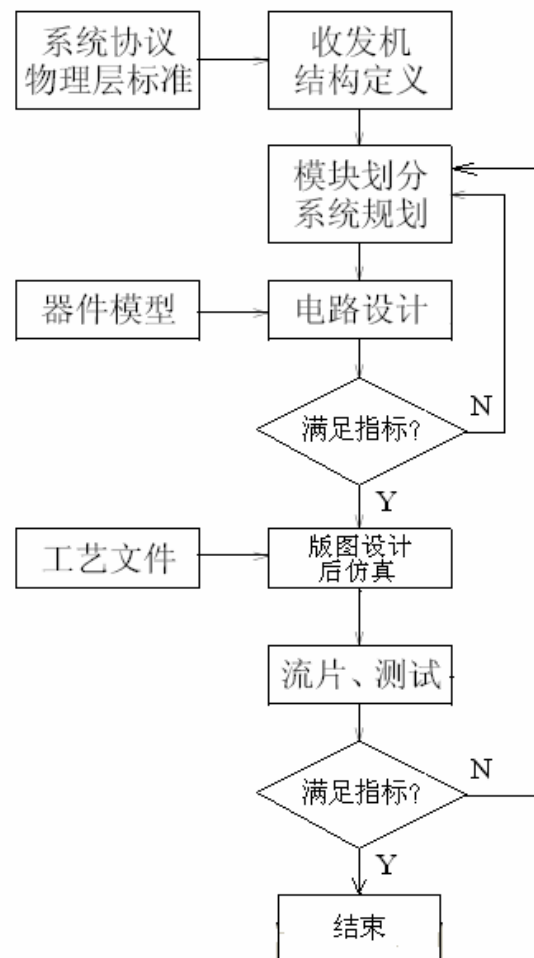 系统协议
物理层标准
收发机
结构定义
模块划分
系统规划
器件模型
电路设计
满足指标？
N
Y
工艺文件
版图设计
后仿真
流片、测试
满足指标？
N
Y
结束